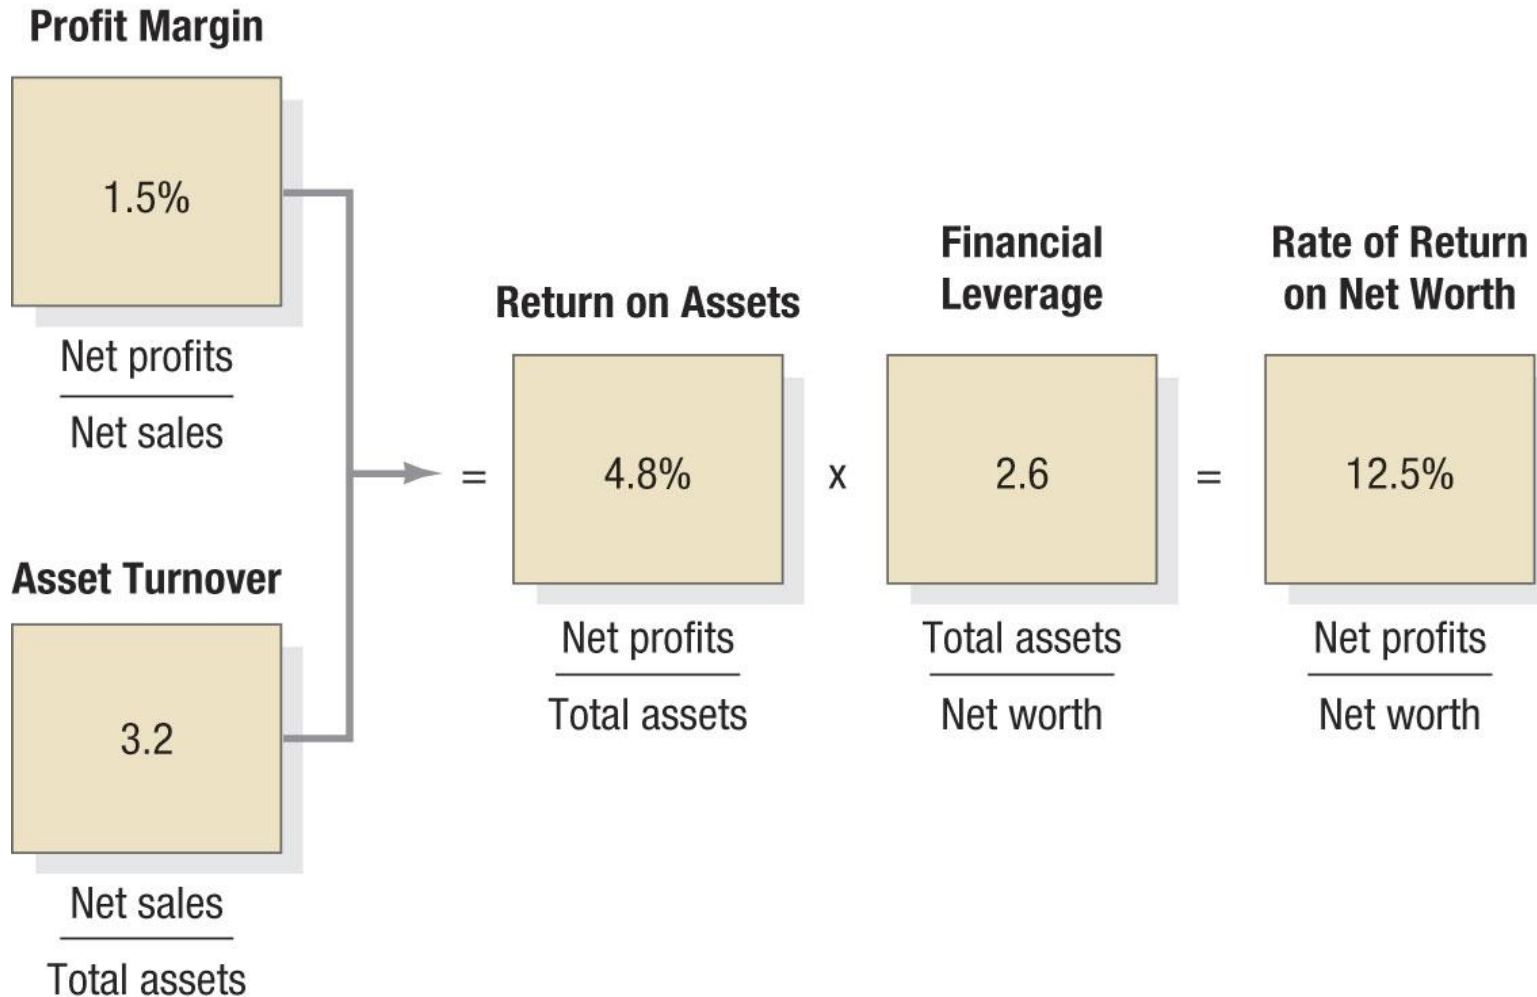 Profit Margin
1.5%
Net profits
Net sales
Asset Turnover
3.2
Net sales
Total assets
=
Return on Assets
4.8%
Net profits
Total assets
x
Financial
Leverage
2.6
Total assets
Net worth
=
Rate of Return
on Net Worth
12.5%
Net profits
Net worth